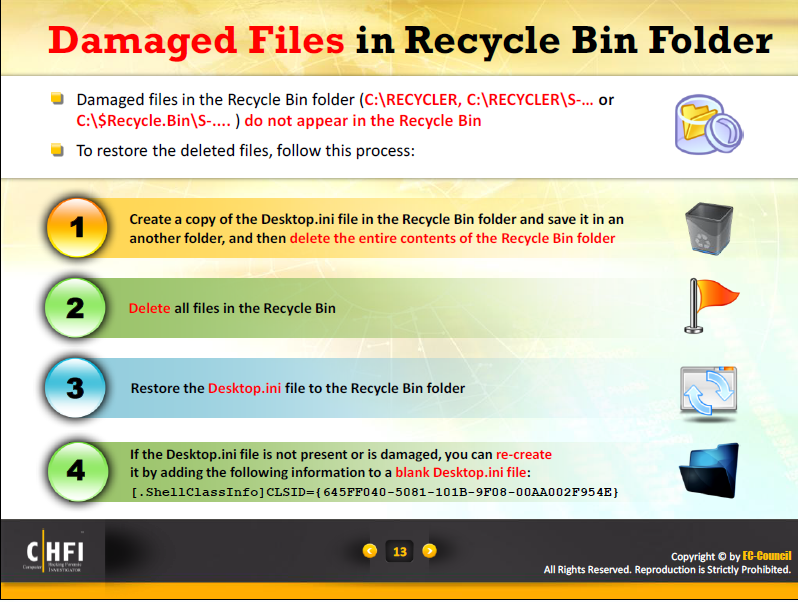 Damaged Files in Recycle Bin Folder
Damaged files in the Recycle Bin folder (C:\RECYCLER, C:\RECYCLER\S-… or
C:\$Recycle.Bin\S-…. ) do not appear in the Recycle Bin
To restore the deleted files, follow this process:
1
Create a copy of the Desktop.ini file in the Recycle Bin folder and save it in an
another folder, and then delete the entire contents of the Recycle Bin folder
2
Delete all files in the Recycle Bin
3
Restore the Desktop.ini file to the Recycle Bin folder
4
If the Desktop.ini file is not present or is damaged, you can re-create
it by adding the following information to a blank Desktop.ini file:
[.ShellClassInfo]CLSID={645FF040-5081-101B-9F08-00AA002F954E}
CHFI
Computer Hacking Forensic
INVESTIGATOR
13
Copyright © by EC-Council
All Rights Reserved. Reproduction is Strictly Prohibited.